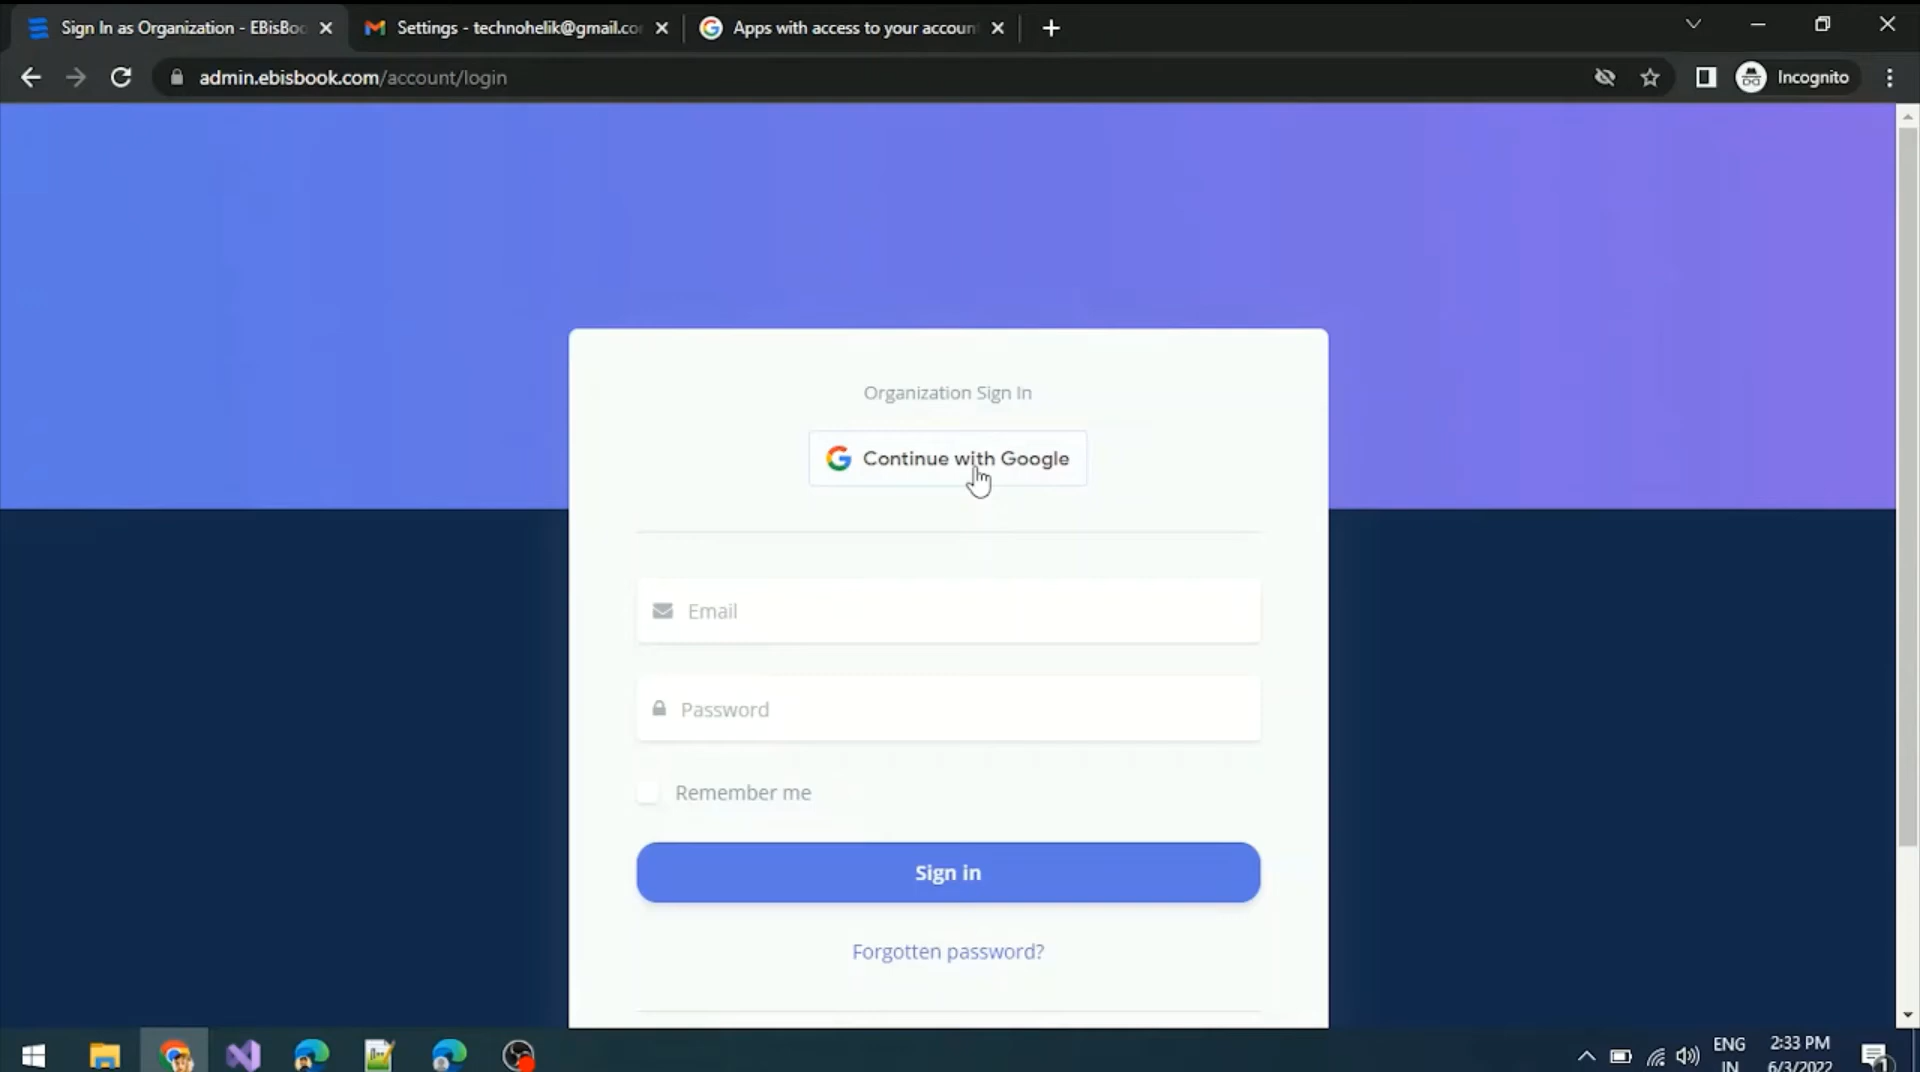 Sign In as Organization - EBisBoo
Settings - technohelik@gmail.co
Apps with access to your accoun
admin.ebisbook.com/account/login
Incognito
Organization Sign In
Continue with Google
Email
Password
Remember me
Sign in
Forgotten password?
ENG
2:33 PM
IN
6/3/2022
1